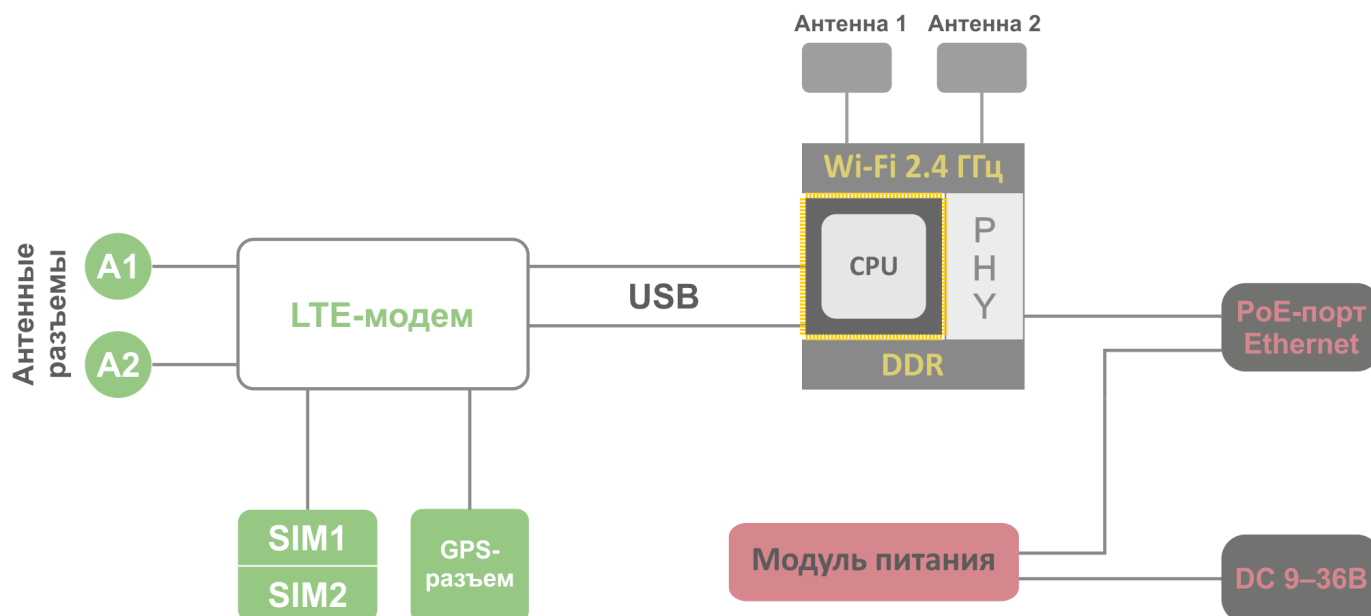 Антенна 1
Антенна 2
Wi-Fi 2.4 ГГц
CPU
P
H
Y
DDR
Антенные
разъемы
A1
A2
LTE-модем
USB
PoE-порт
Ethernet
SIM1
SIM2
GPS-
разъем
Модуль питания
DC 9–36В